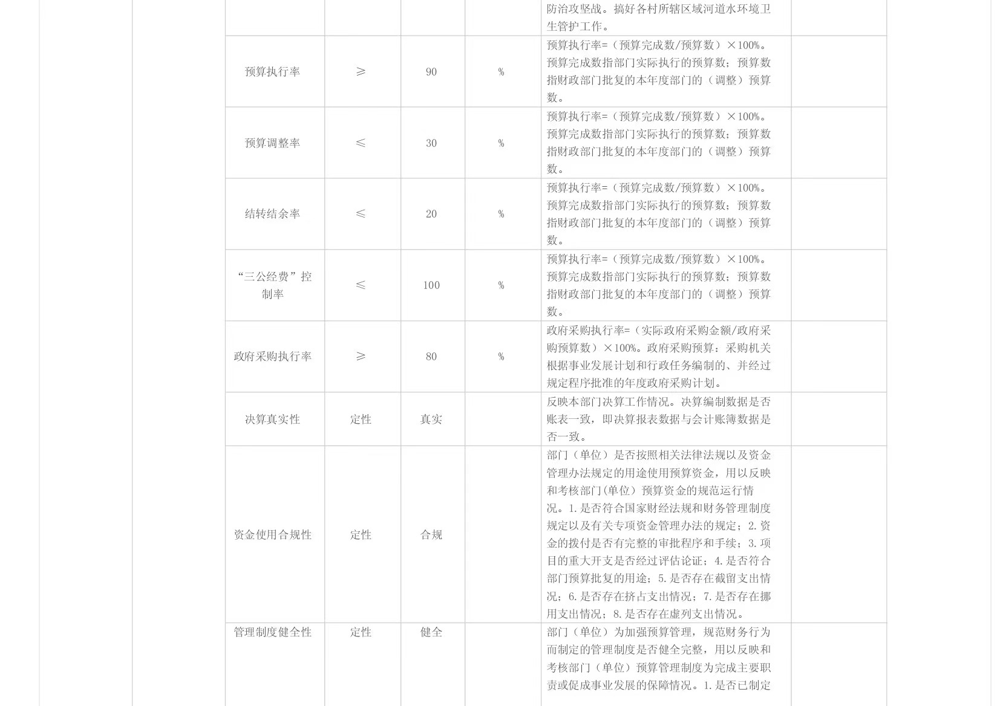 防治攻坚战。搞好各村所辖区域河道水环境卫
生管护工作。
预算执行率
≥
90
%
预算执行率=（预算完成数/预算数）×100%。
预算完成数指部门实际执行的预算数；预算数
指财政部门批复的本年度部门的（调整）预算
数。
预算调整率
≤
30
%
预算执行率=（预算完成数/预算数）×100%。
预算完成数指部门实际执行的预算数；预算数
指财政部门批复的本年度部门的（调整）预算
数。
结转结余率
≤
20
%
预算执行率=（预算完成数/预算数）×100%。
预算完成数指部门实际执行的预算数；预算数
指财政部门批复的本年度部门的（调整）预算
数。
“三公经费”控
制率
≤
100
%
预算执行率=（预算完成数/预算数）×100%。
预算完成数指部门实际执行的预算数；预算数
指财政部门批复的本年度部门的（调整）预算
数。
政府采购执行率
≥
80
%
政府采购执行率=（实际政府采购金额/政府采
购预算数）×100%。政府采购预算：采购机关
根据事业发展计划和行政任务编制的、并经过
规定程序批准的年度政府采购计划。
决算真实性
定性
真实
反映本部门决算工作情况。决算编制数据是否
账表一致，即决算报表数据与会计账簿数据是
否一致。
资金使用合规性
定性
合规
部门（单位）是否按照相关法律法规以及资金
管理办法规定的用途使用预算资金，用以反映
和考核部门(单位）预算资金的规范运行情
况。1.是否符合国家财经法规和财务管理制度
规定以及有关专项资金管理办法的规定；2.资
金的拨付是否有完整的审批程序和手续；3.项
目的重大开支是否经过评估论证；4.是否符合
部门预算批复的用途；5.是否存在截留支出情
况；6.是否存在挤占支出情况；7.是否存在挪
用支出情况；8.是否存在虚列支出情况。
管理制度健全性
定性
健全
部门（单位）为加强预算管理，规范财务行为
而制定的管理制度是否健全完整，用以反映和
考核部门（单位）预算管理制度为完成主要职
责或促成事业发展的保障情况。1.是否已制定